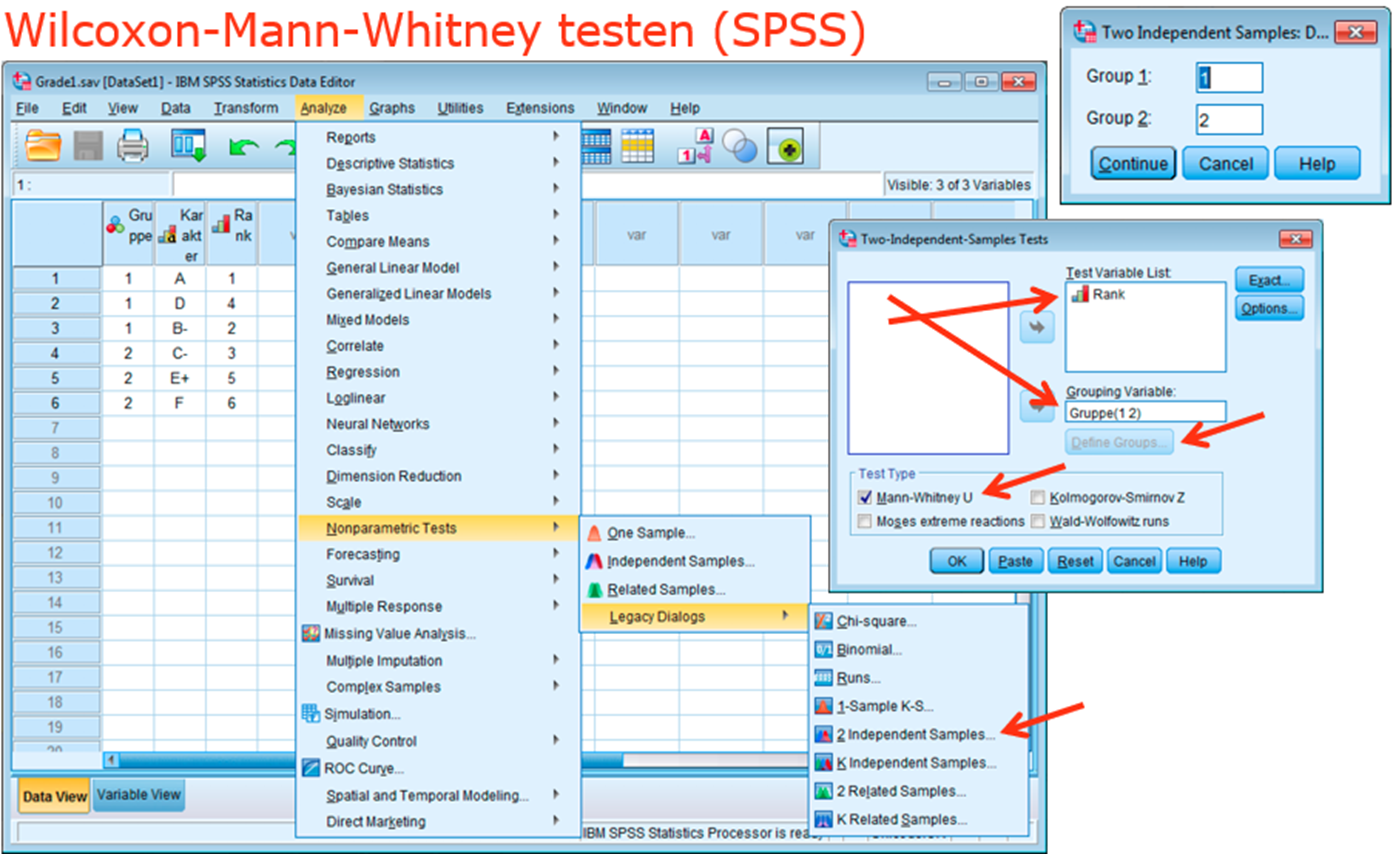 Wilcoxon-Mann-Whitney testen (SPSS)
Two Independent Samples: D...
Group 1:
1
Group 2:
2
Continue
Cancel
Help
Grade1.sav [DataSet1] - IBM SPSS Statistics Data Editor
File Edit View Data Transform Analyze Graphs Utilities Extensions Window Help
1 :
Visible: 3 of 3 Variables
Gru
ppe
Kar
akt
er
Ra
nk
var var var
1 1 A 1
2 1 D 4
3 1 B- 2
4 2 C- 3
5 2 E+ 5
6 2 F 6
7
8
9
10
11
12
13
14
15
16
17
18
19
20
Data View
Variable View
IBM SPSS Statistics Processor is
Reports
Descriptive Statistics
Bayesian Statistics
Tables
Compare Means
General Linear Model
Generalized Linear Models
Mixed Models
Correlate
Regression
Loglinear
Neural Networks
Classify
Dimension Reduction
Scale
Nonparametric Tests
Forecasting
Survival
Multiple Response
Missing Value Analysis...
Multiple Imputation
Complex Samples
Simulation...
Quality Control
ROC Curve...
Spatial and Temporal Modeling...
Direct Marketing
One Sample...
Independent Samples...
Related Samples...
Legacy Dialogs
Chi-square...
Binomial...
Runs...
1-Sample K-S...
2 Independent Samples...
K Independent Samples...
2 Related Samples...
K Related Samples...
Two-Independent-Samples Tests
Test Variable List:
Rank
Exact...
Options...
Grouping Variable:
Gruppe(1 2)
Define Groups...
Test Type
Mann-Whitney U
Kolmogorov-Smirnov Z
Moses extreme reactions
Wald-Wolfowitz runs
OK
Paste
Reset
Cancel
Help